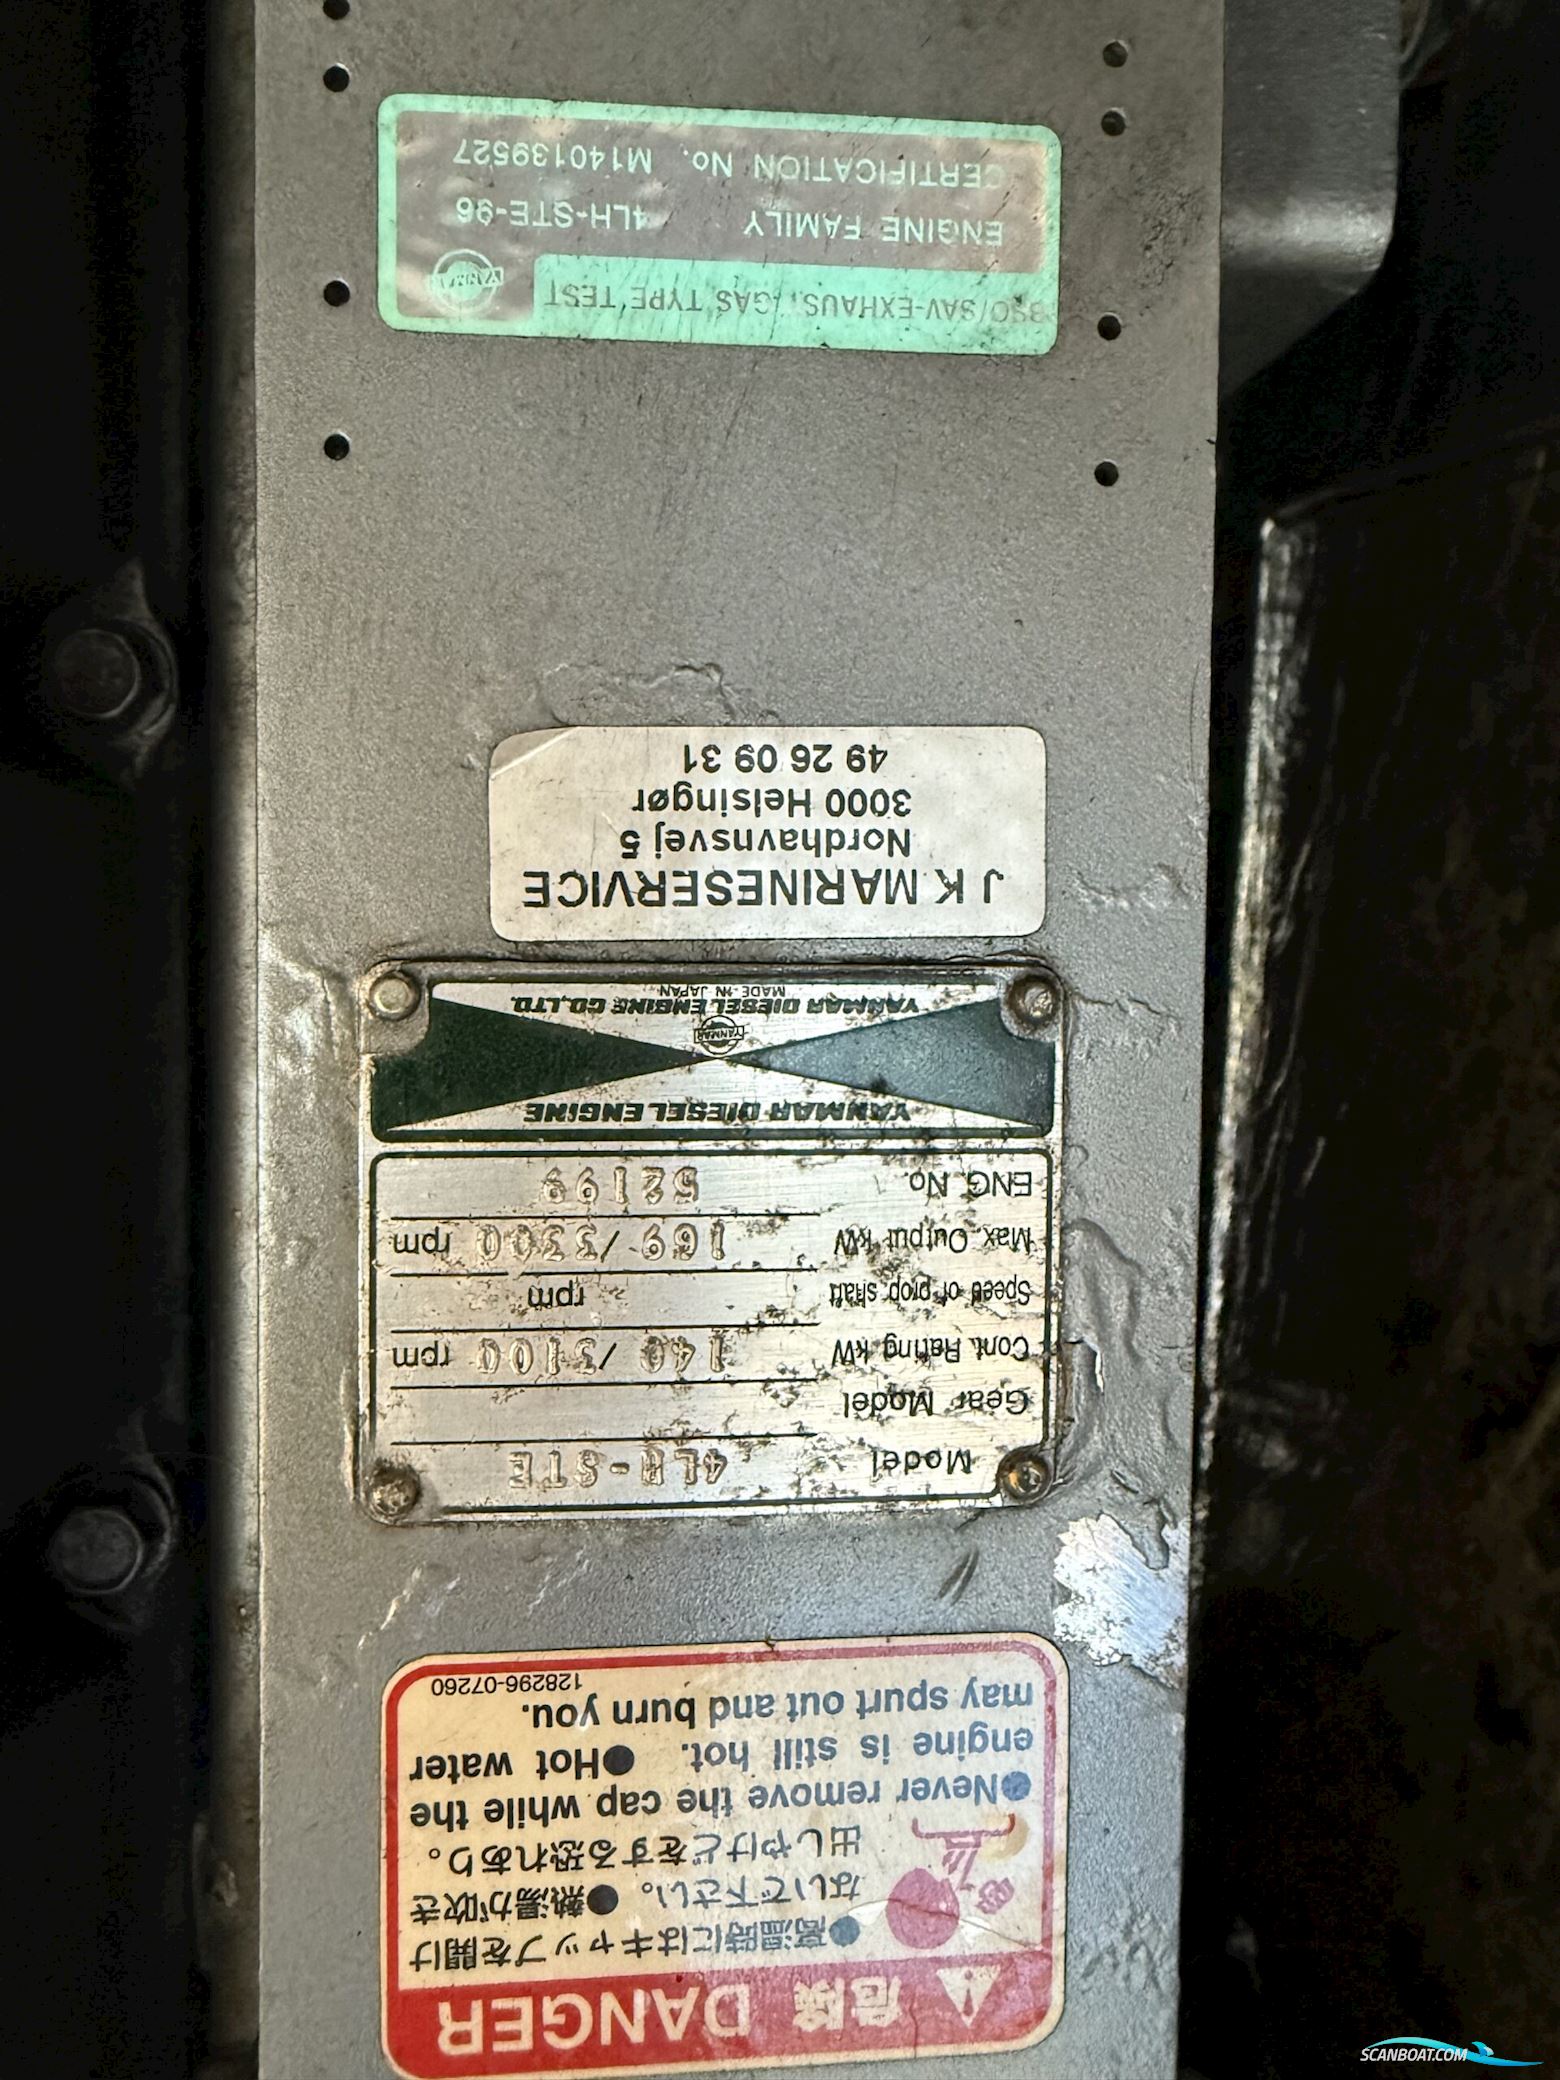 危険 DANGER
●高温時にはキャップを開け
ないで下さい。●熱湯が吹き
出しやけどをする恐れあり。
●Never remove the cap while the
engine is still hot. ●Hot water
may spurt out and burn you.
128296-07260
Model 4LH-STE
Gear Model
Cont. Rating kW 140/3100 rpm
Speed of prop. shaft rpm
Max. Output kW 169/3300 rpm
ENG. No. 52199
YANMAR DIESEL ENGINE
YANMAR
YANMAR DIESEL ENGINE CO.,LTD.
MADE IN JAPAN
J K MARINESERVICE
Nordhavnsvej 5
3000 Helsingør
49 26 09 31
BSO/SAV-EXHAUST GAS TYPE TEST
YANMAR
ENGINE FAMILY 4LH-STE-96
CERTIFICATION No. M140139527
SCANBOAT.COM